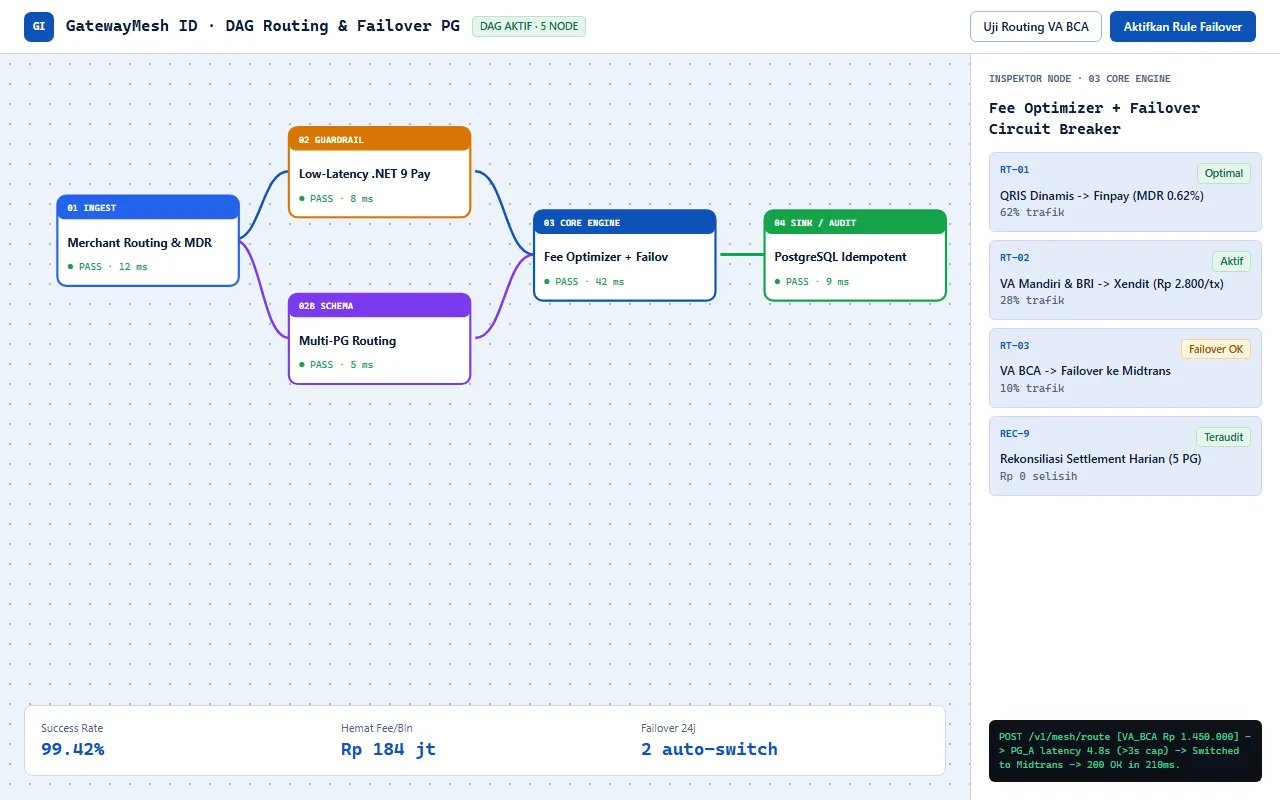 GI
GatewayMesh ID · DAG Routing & Failover PG
DAG AKTIF · 5 NODE
Uji Routing VA BCA
Aktifkan Rule Failover
01 INGEST
Merchant Routing & MDR
● PASS · 12 ms
02 GUARDRAIL
Low-Latency .NET 9 Pay
● PASS · 8 ms
02B SCHEMA
Multi-PG Routing
● PASS · 5 ms
03 CORE ENGINE
Fee Optimizer + Failov
● PASS · 42 ms
04 SINK / AUDIT
PostgreSQL Idempotent
● PASS · 9 ms
Success Rate
99.42%
Hemat Fee/Bln
Rp 184 jt
Failover 24j
2 auto-switch
INSPEKTOR NODE · 03 CORE ENGINE
Fee Optimizer + Failover
Circuit Breaker
RT-01
Optimal
QRIS Dinamis -> Finpay (MDR 0.62%)
62% trafik
RT-02
Aktif
VA Mandiri & BRI -> Xendit (Rp 2.800/tx)
28% trafik
RT-03
Failover OK
VA BCA -> Failover ke Midtrans
10% trafik
REC-9
Teraudit
Rekonsiliasi Settlement Harian (5 PG)
Rp 0 selisih
POST /v1/mesh/route [VA_BCA Rp 1.450.000] -
> PG_A latency 4.8s (>3s cap) -> Switched
to Midtrans -> 200 OK in 210ms.